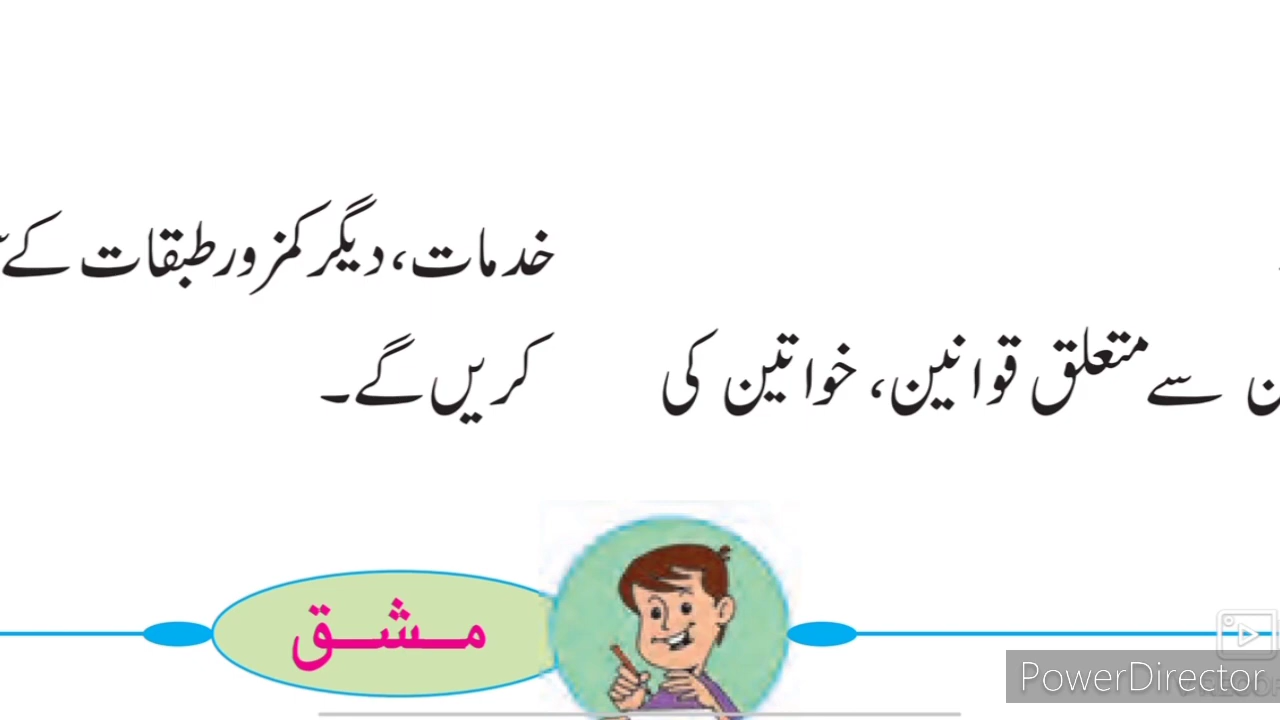 سے متعلق قوانین، خواتین کی
خدمات، دیگر کمزور طبقات کے
کریں گے۔
مشق
PowerDirector